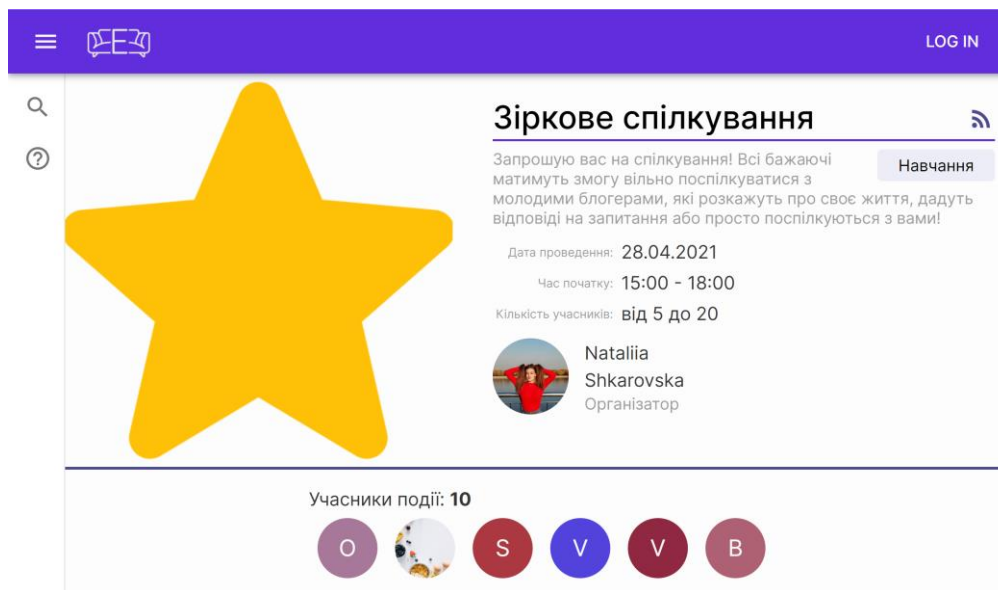 LOG IN
Зіркове спілкування
Запрошую вас на спілкування! Всі бажаючі
Навчання
матимуть змогу вільно поспілкуватися з
молодими блогерами, які розкажуть про своє життя, дадуть
відповіді на запитання або просто поспілкуються з вами!
Дата проведення: 28.04.2021
Час початку: 15:00 - 18:00
Кількість учасників: від 5 до 20
Nataliia
Shkarovska
Організатор
Учасники події: 10
O S V V B